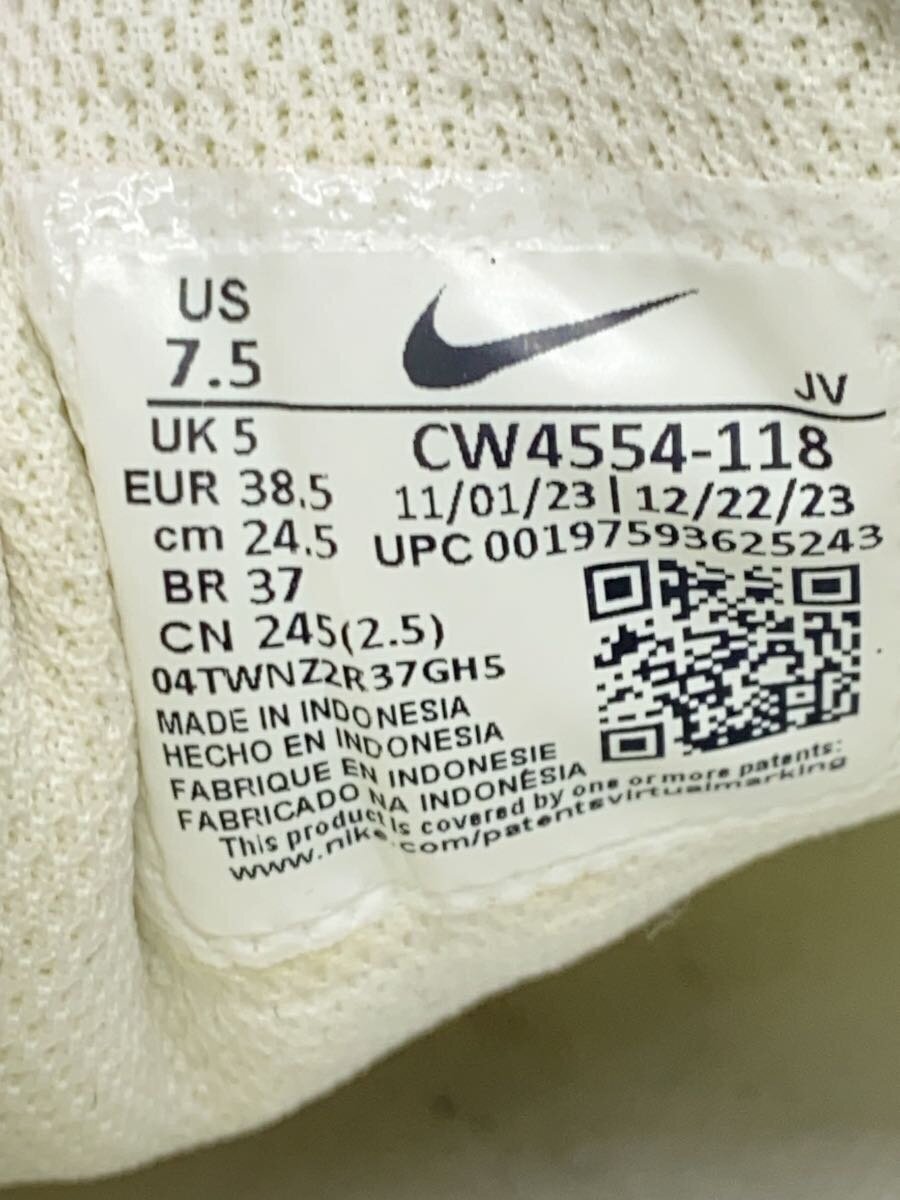 US
7.5
JV
UK 5
CW4554-118
EUR 38.5
11/01/23 | 12/22/23
cm 24.5
UPC 00197593625243
BR 37
CN 245(2.5)
04TWNZ2R37GH5
MADE IN INDONESIA
HECHO EN INDONESIA
FABRIQUE EN INDONESIE
FABRICADO NA INDONÉSIA
This product is covered by one or more patents:
www.nike.com/patentsvirtualmarking